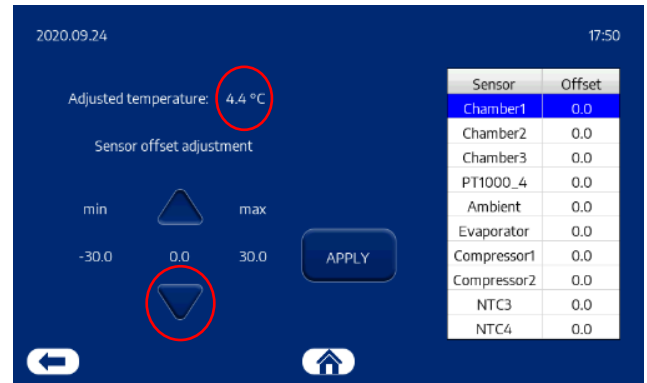 2020.09.24 17:50
Adjusted temperature: 4.4 °C
Sensor offset adjustment
min max
-30.0 0.0 30.0
APPLY
Sensor Offset
Chamber1 0.0
Chamber2 0.0
Chamber3 0.0
PT1000_4 0.0
Ambient 0.0
Evaporator 0.0
Compressor1 0.0
Compressor2 0.0
NTC3 0.0
NTC4 0.0